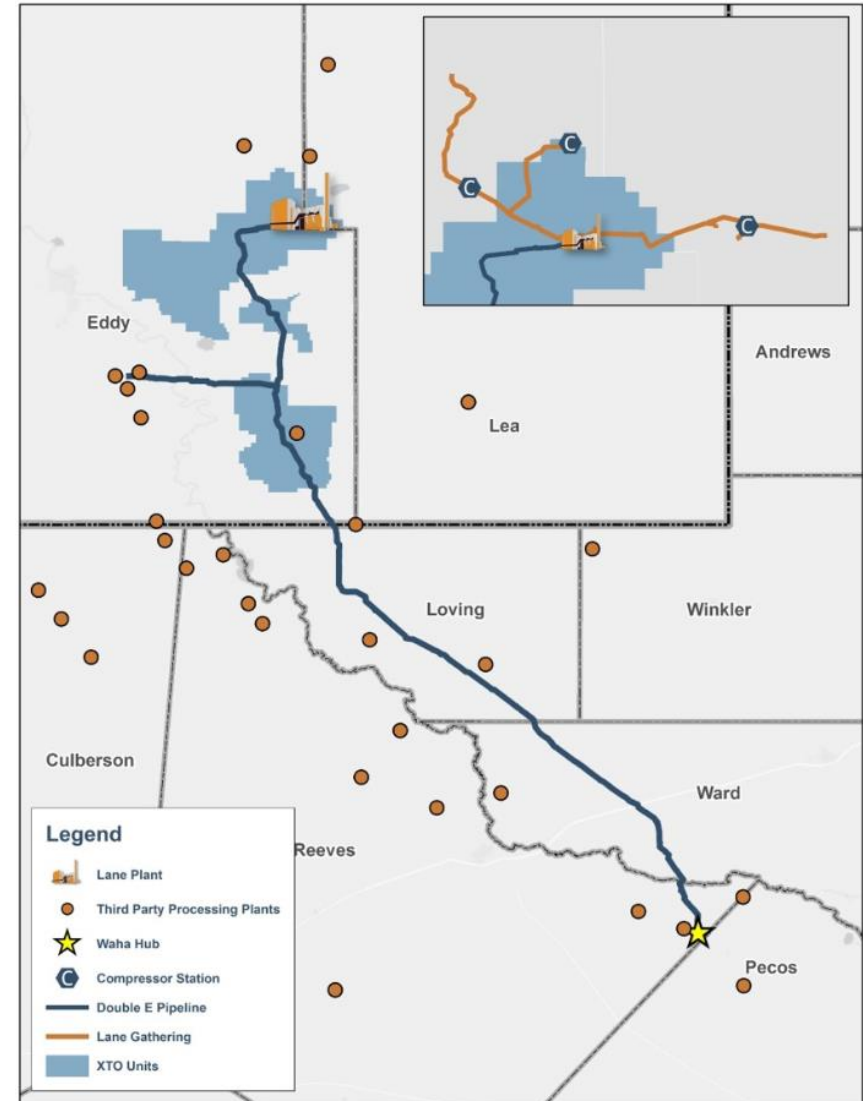 C
C
C
Eddy
Andrews
Lea
Loving
Winkler
Culberson
Ward
Reeves
Pecos
Legend
Lane Plant
Third Party Processing Plants
Waha Hub
C
Compressor Station
Double E Pipeline
Lane Gathering
XTO Units